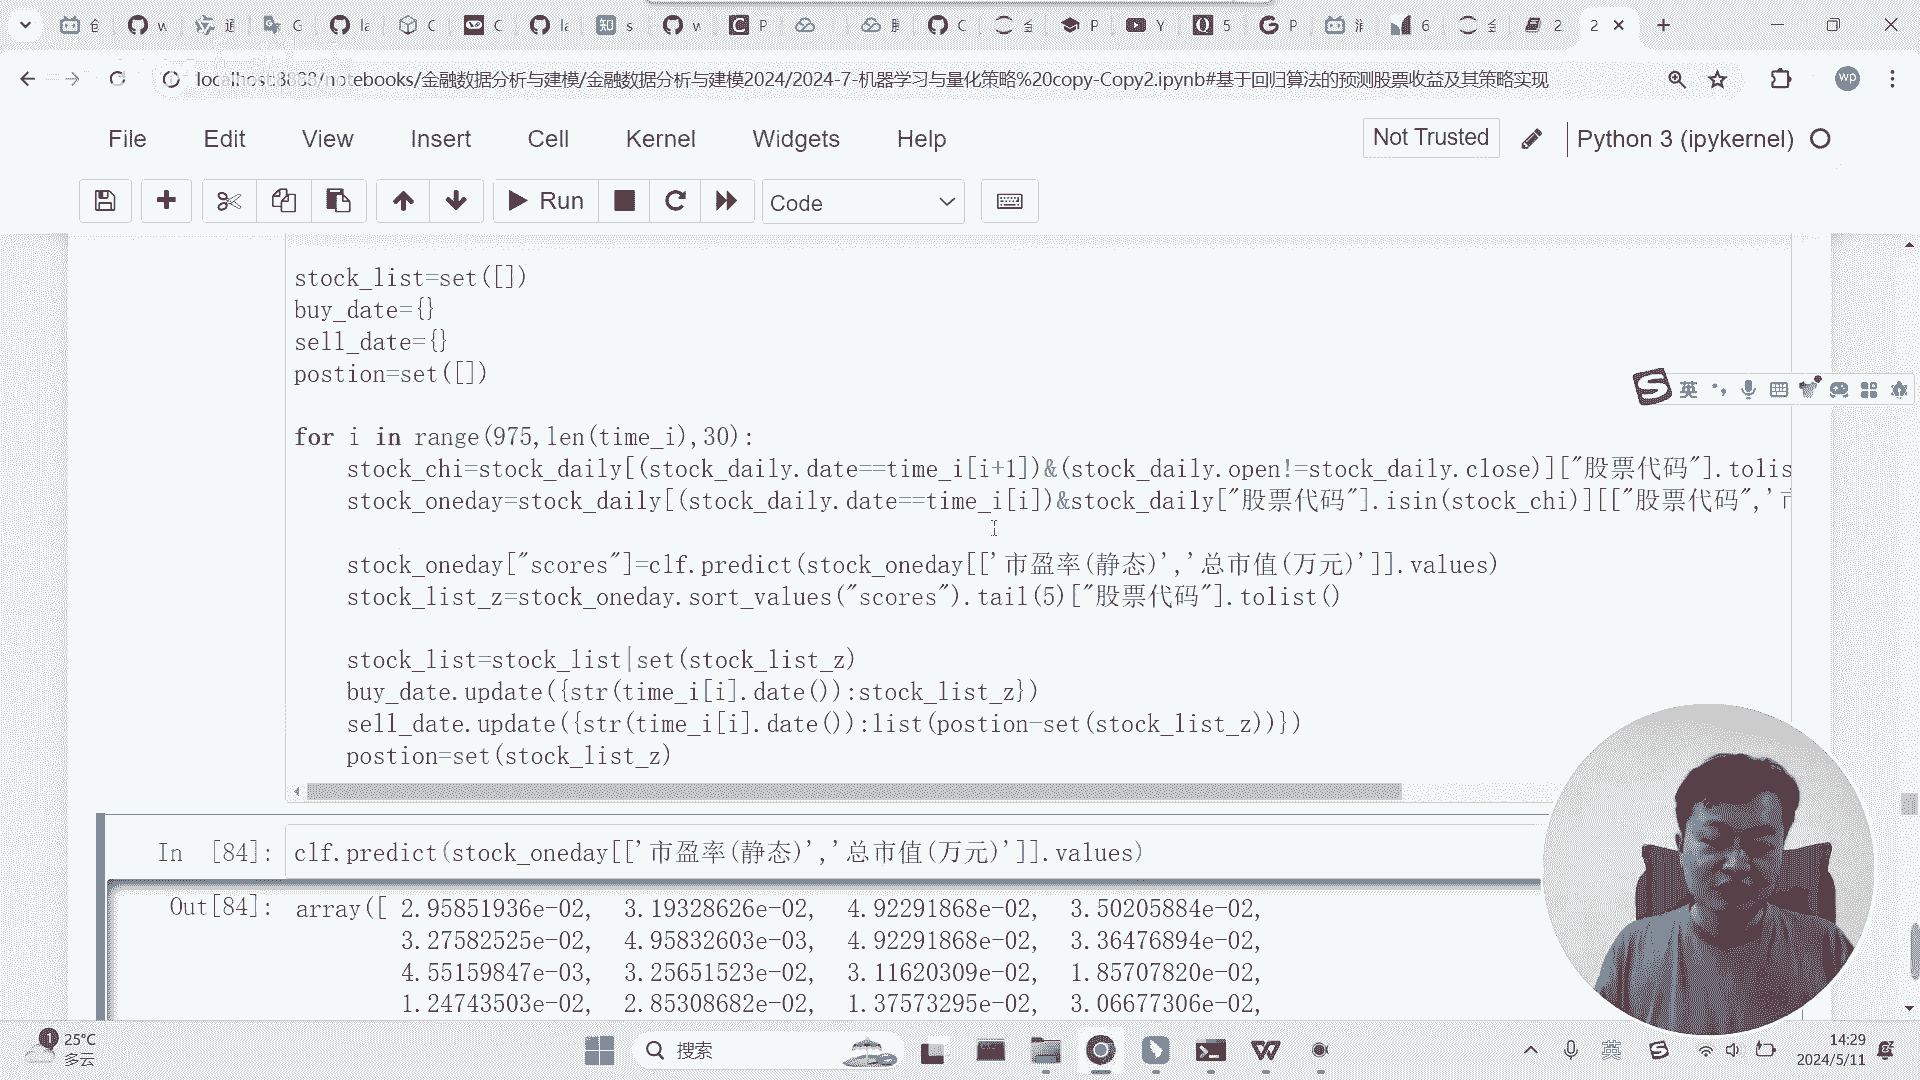 localhost:8888/notebooks/金融数据分析与建模/金融数据分析与建模2024/2024-7-机器学习与量化策略%20copy-Copy2.ipynb#基于回归算法的预测股票收益及其策略实现
wp
File Edit View Insert Cell Kernel Widgets Help
Not Trusted
Python 3 (ipykernel)
Run
Code
stock_list=set([])
buy_date={}
sell_date={}
postion=set([])
for i in range(975,len(time_i),30):
stock_chi=stock_daily[(stock_daily.date==time_i[i+1])&(stock_daily.open!=stock_daily.close)]["股票代码"].tolis
stock_oneday=stock_daily[(stock_daily.date==time_i[i])&stock_daily["股票代码"].isin(stock_chi)][["股票代码",'
stock_oneday["scores"]=clf.predict(stock_oneday[['市盈率(静态)','总市值(万元)']].values)
stock_list_z=stock_oneday.sort_values("scores").tail(5)["股票代码"].tolist()
stock_list=stock_list|set(stock_list_z)
buy_date.update({str(time_i[i].date()):stock_list_z})
sell_date.update({str(time_i[i].date()):list(postion-set(stock_list_z))})
postion=set(stock_list_z)
英
In [84]: clf.predict(stock_oneday[['市盈率(静态)','总市值(万元)']].values)
Out[84]: array([ 2.95851936e-02, 3.19328626e-02, 4.92291868e-02, 3.50205884e-02,
3.27582525e-02, 4.95832603e-03, 4.92291868e-02, 3.36476894e-02,
4.55159847e-03, 3.25651523e-02, 3.11620309e-02, 1.85707820e-02,
1.24743503e-02, 2.85308682e-02, 1.37573295e-02, 3.06677306e-02,
1
25°C
多云
搜索
英
14:29
2024/5/11